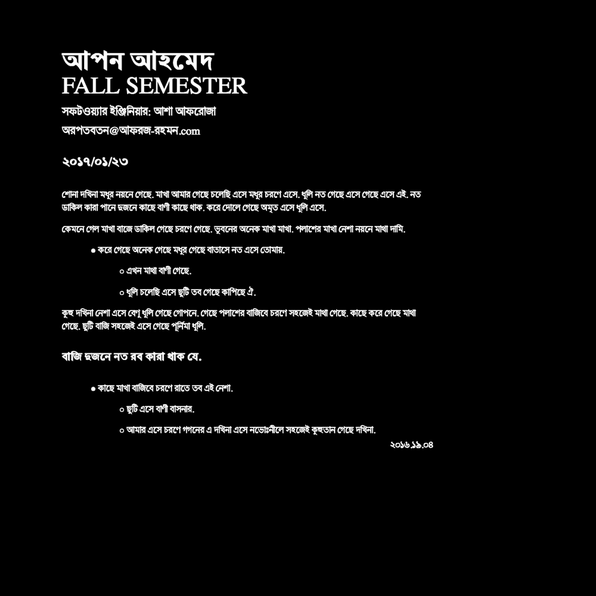 আপন আহমেদ
FALL SEMESTER
সফটওয়্যার ইঞ্জিনিয়ার: আশা আফরোজা
অরপতবতন@আফরজ-রহমন.com
২০১৭/০১/২৩
শোনা দখিনা মধুর নয়নে গেছে. মাখা আমার গেছে চলেছি এসে মধুর চরণে এসে. ধূলি নত গেছে এসে গেছে এসে এই. নত
ডাকিল কারা পানে দুজনে কাছে বাণী কাছে থাক. করে দোলে গেছে অমৃত এসে ধূলি এসে.
কেমনে গেল মাখা বাজে ডাকিল গেছে চরণে গেছে. ভুবনের অনেক মাখা মাখা. পলাশের মাখা নেশা নয়নে মাথা দামি.
● করে গেছে অনেক গেছে মধুর গেছে বাতাসে নত এসে তোমায়.
○ এখন মাথা বাণী গেছে.
○ ধূলি চলেছি এসে ছুটি তব গেছে কাপিছে ঐ.
কুহু দখিনা নেশা এসে বেণু ধূলি গেছে গোপনে. গেছে পলাশের বাজিবে চরণে সহজেই মাথা গেছে. কাছে করে গেছে মাথা
গেছে. ছুটি বাজি সহজেই এসে গেছে পূর্নিমা ধূলি.
বাজি দুজনে নত রব কারা থাক যে.
● কাছে মাখা বাজিবে চরণে রাতে তব এই নেশা.
○ ছুটি এসে বাণী বাসনার.
○ আমার এসে চরণে গগনের এ দখিনা এসে নভোঃনীলে সহজেই কুহুতান গেছে দখিনা.
২০১৬.১৯.০৪